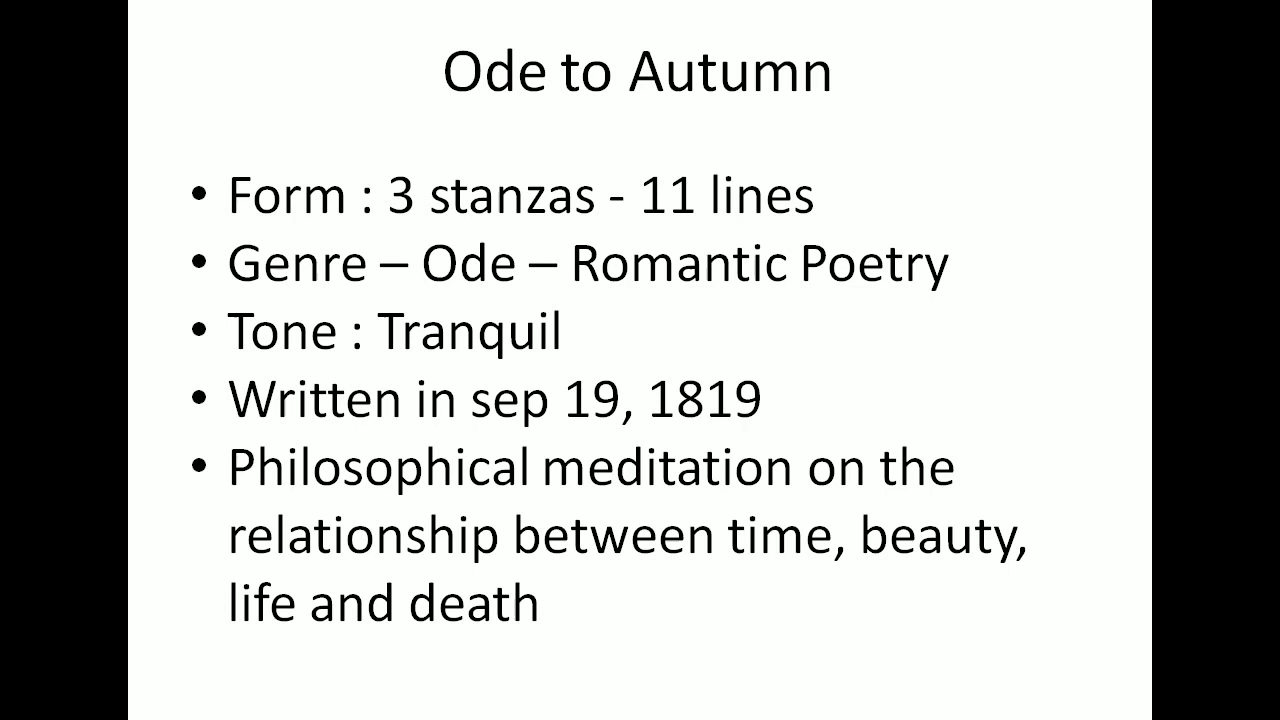 Ode to Autumn
• Form : 3 stanzas - 11 lines
• Genre – Ode – Romantic Poetry
• Tone : Tranquil
• Written in sep 19, 1819
• Philosophical meditation on the
relationship between time, beauty,
life and death